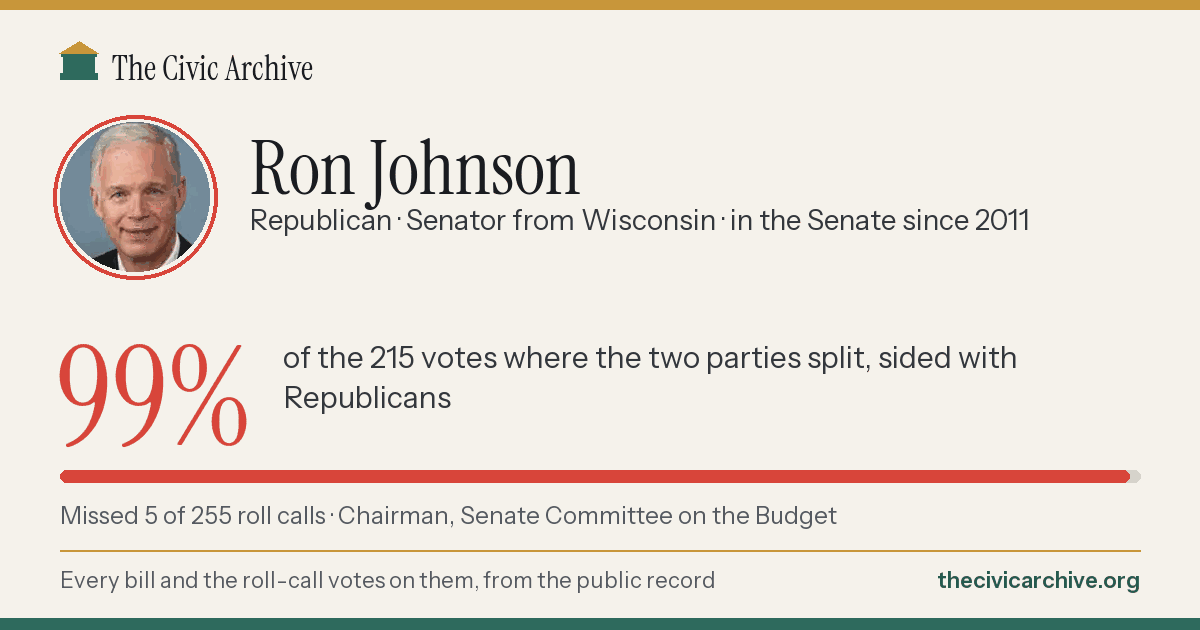 The Civic Archive
Ron Johnson
Republican · Senator from Wisconsin · in the Senate since 2011
99%
of the 215 votes where the two parties split, sided with
Republicans
Missed 5 of 255 roll calls · Chairman, Senate Committee on the Budget
Every bill and the roll-call votes on them, from the public record
thecivicarchive.org